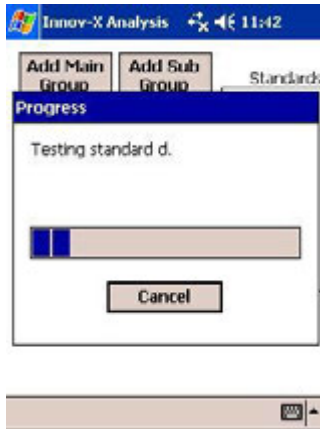 Innov-X Analysis 11:42
Add Main Group
Add Sub Group
Standards
Progress
Testing standard d.
Cancel